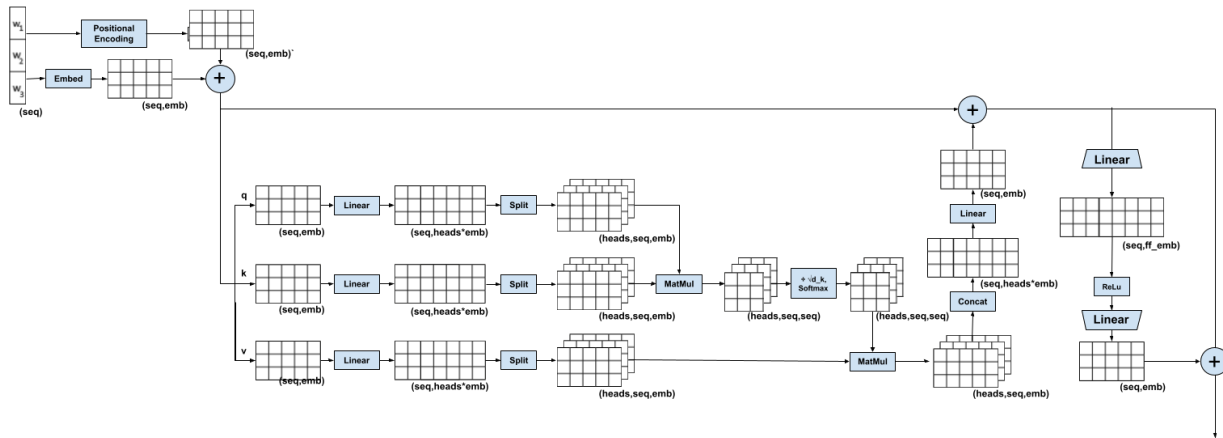 w1
Positional
Encoding
(seq,emb)`
w2
w3
Embed
+
(seq)
(seq,emb)
+
Linear
(seq,emb)
q
Linear
Split
(seq,emb)
(seq,heads*emb)
(heads,seq,emb)
Linear
(seq,ff_emb)
k
Linear
Split
MatMul
÷ √d_k,
Softmax
(seq,heads*emb)
ReLu
(seq,emb)
(seq,heads*emb)
(heads,seq,emb)
(heads,seq,seq)
(heads,seq,seq)
Concat
Linear
v
Linear
Split
MatMul
+
(seq,emb)
(seq,heads*emb)
(heads,seq,emb)
(heads,seq,emb)
(seq,emb)